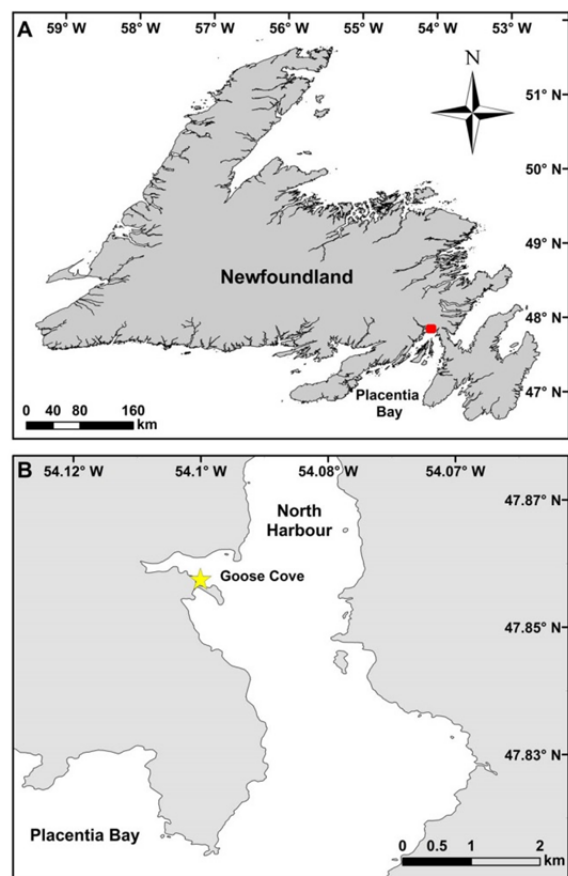 A
59° W 58° W 57° W 56° W 55° W 54° W 53° W
N
51° N
50° N
49° N
Newfoundland
48° N
Placentia
Bay
47° N
0 40 80 160
km
B
54.12° W 54.1° W 54.08° W 54.07° W
North
Harbour
47.87° N
Goose Cove
47.85° N
47.83° N
Placentia Bay
0 0.5 1 2
km